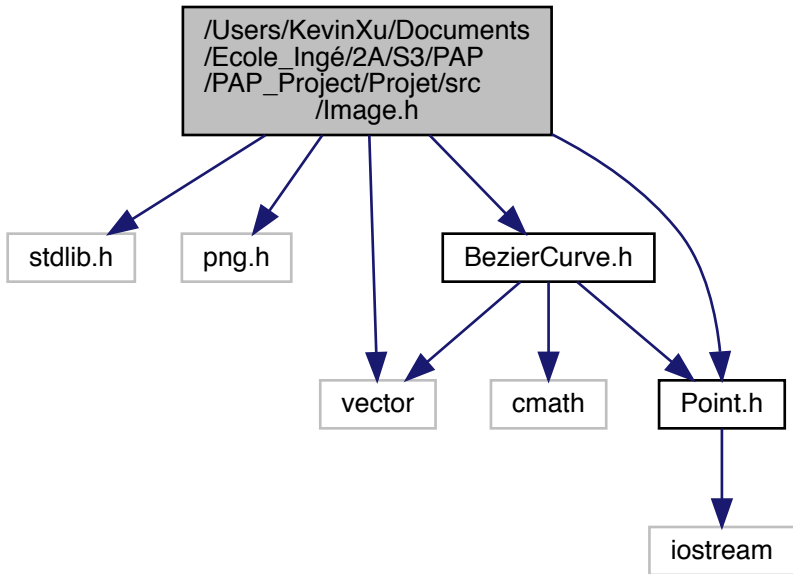 /Users/KevinXu/Documents
/Ecole_Ingé/2A/S3/PAP
/PAP_Project/Projet/src
/Image.h
stdlib.h
png.h
BezierCurve.h
vector
cmath
Point.h
iostream